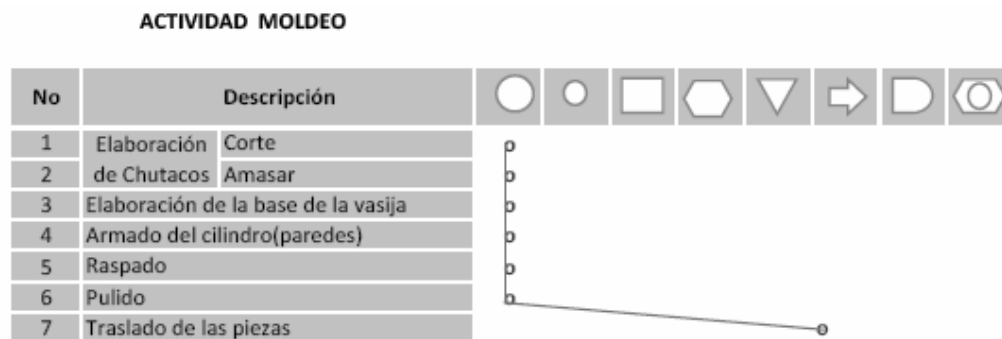 ACTIVIDAD MOLDEO
No Descripción
1 Elaboración de Chutacos Corte
2 Amasar
3 Elaboración de la base de la vasija
4 Armado del cilindro(paredes)
5 Raspado
6 Pulido
7 Traslado de las piezas